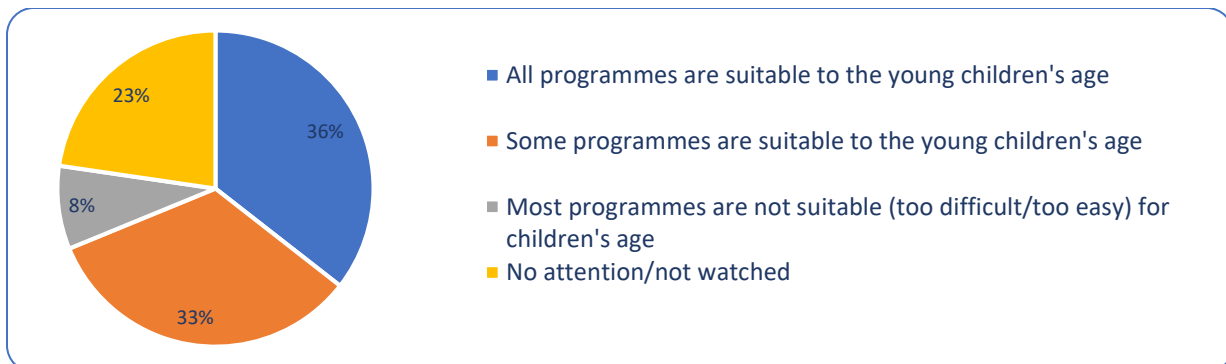 23%
36%
8%
33%
All programmes are suitable to the young children's age
Some programmes are suitable to the young children's age
Most programmes are not suitable (too difficult/too easy) for
children's age
No attention/not watched